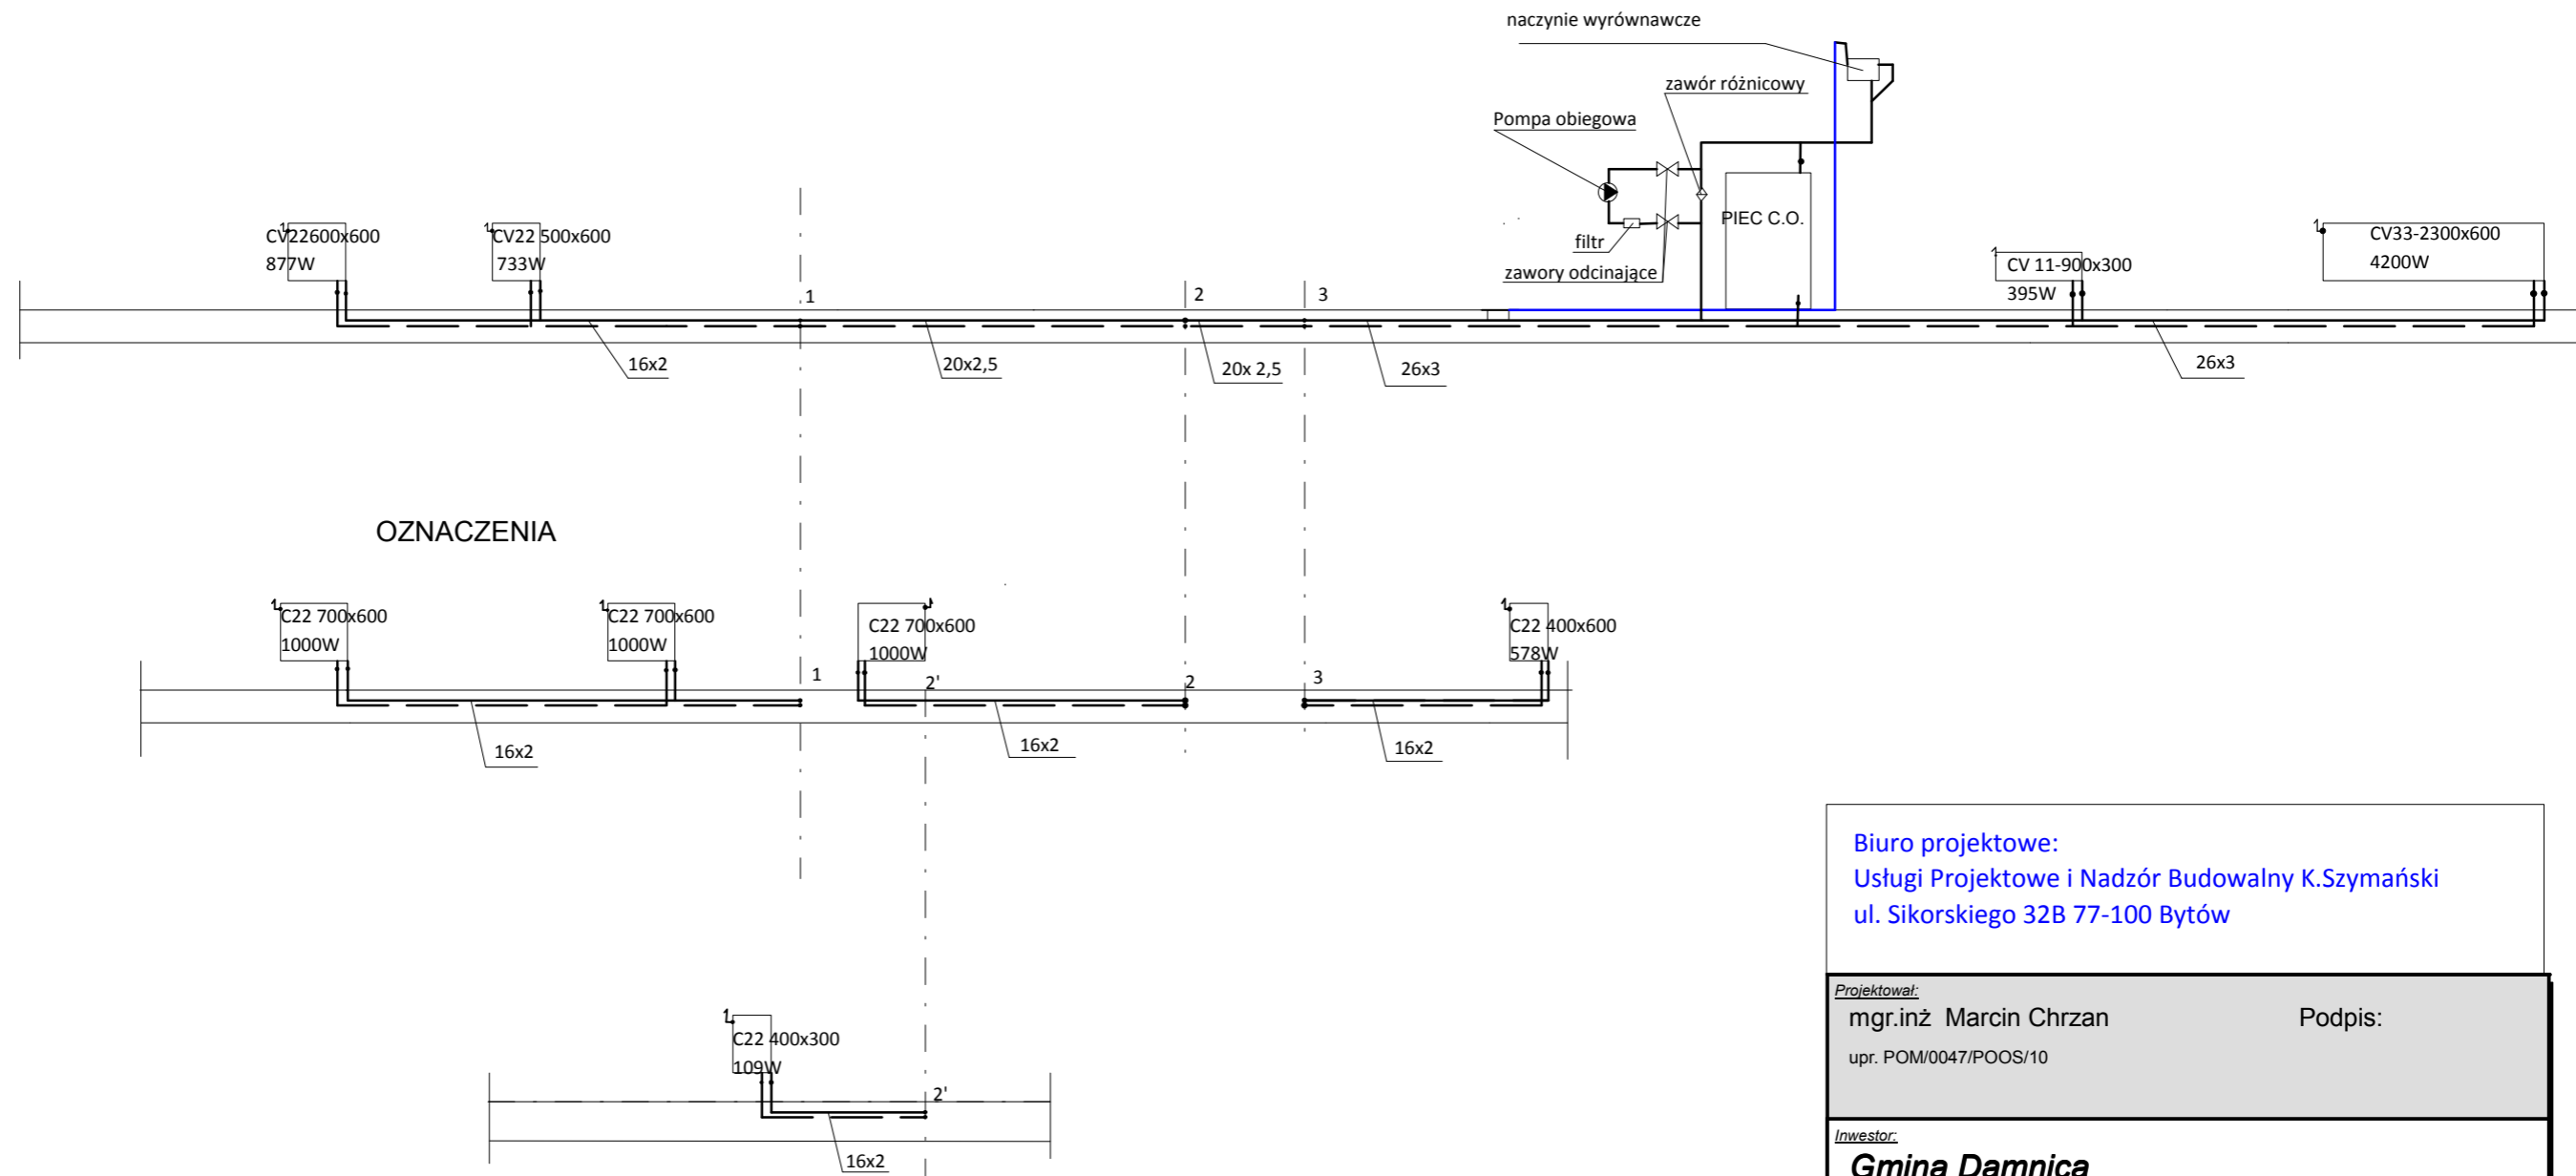 naczynie wyrównawcze
zawór różnicowy
Pompa obiegowa
PIEC C.O.
filtr
zawory odcinające
CV22600x600
877W
CV22 500x600
733W
CV 11-900x300
395W
CV33-2300x600
4200W
1
2
3
16x2
20x2,5
20x 2,5
26x3
26x3
OZNACZENIA
C22 700x600
1000W
C22 700x600
1000W
C22 700x600
1000W
C22 400x600
578W
1
2'
2
3
16x2
16x2
16x2
C22 400x300
109W
2'
16x2
Biuro projektowe:
Usługi Projektowe i Nadzór Budowalny K.Szymański
ul. Sikorskiego 32B 77-100 Bytów
Projektował:
mgr.inż Marcin Chrzan Podpis:
upr. POM/0047/POOS/10
Inwestor:
Gmina Damnica